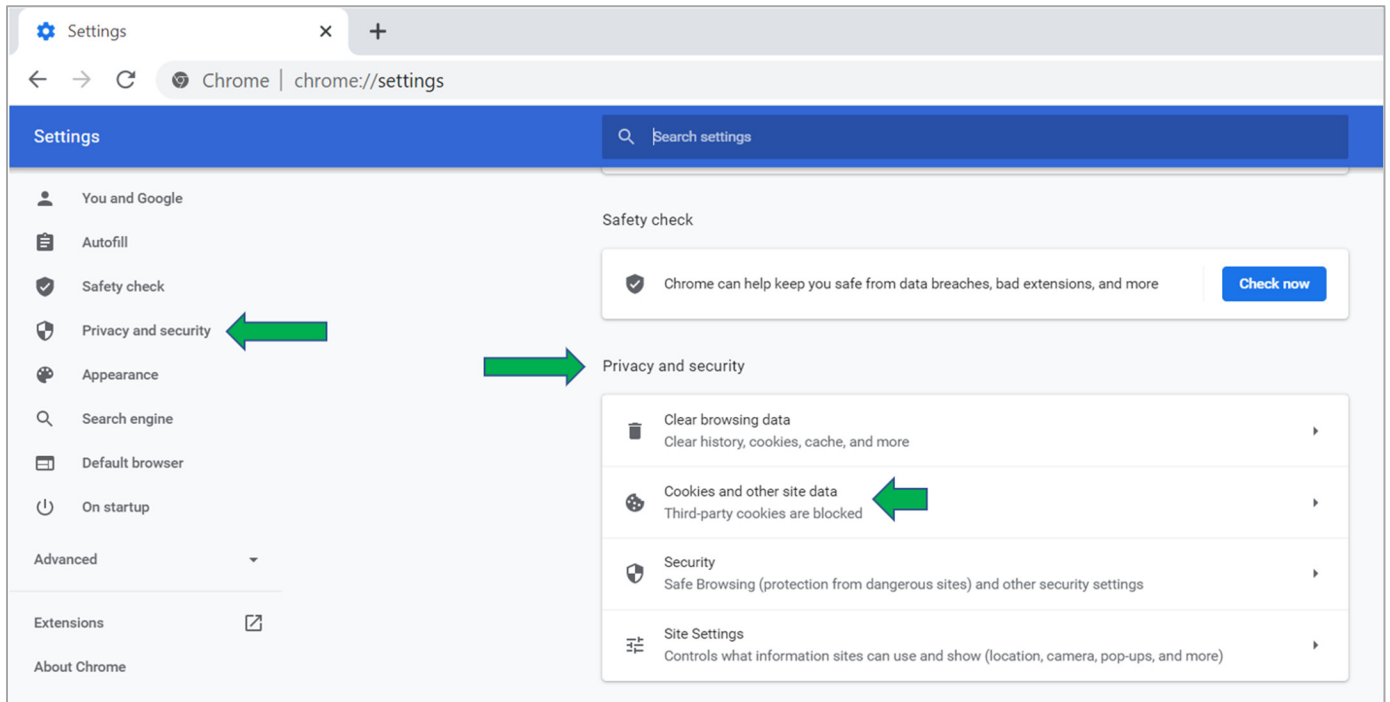 Settings
Chrome | chrome://settings
Settings
Search settings
You and Google
Autofill
Safety check
Privacy and security
Appearance
Search engine
Default browser
On startup
Advanced
Extensions
About Chrome
Safety check
Chrome can help keep you safe from data breaches, bad extensions, and more
Check now
Privacy and security
Clear browsing data
Clear history, cookies, cache, and more
Cookies and other site data
Third-party cookies are blocked
Security
Safe Browsing (protection from dangerous sites) and other security settings
Site Settings
Controls what information sites can use and show (location, camera, pop-ups, and more)